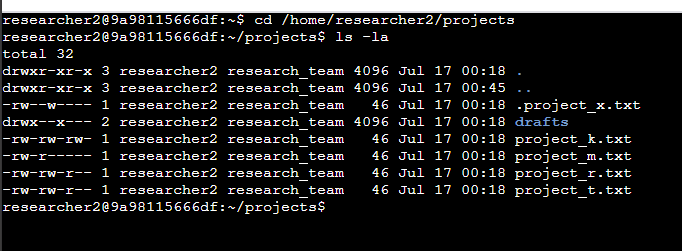 researcher2@9a98115666df:~$ cd /home/researcher2/projects
researcher2@9a98115666df:~/projects$ ls -la
total 32
drwxr-xr-x 3 researcher2 research_team 4096 Jul 17 00:18 .
drwxr-xr-x 3 researcher2 research_team 4096 Jul 17 00:45 ..
-rw--w---- 1 researcher2 research_team   46 Jul 17 00:18 .project_x.txt
drwx--x--- 2 researcher2 research_team 4096 Jul 17 00:18 drafts
-rw-rw-rw- 1 researcher2 research_team   46 Jul 17 00:18 project_k.txt
-rw-r----- 1 researcher2 research_team   46 Jul 17 00:18 project_m.txt
-rw-rw-r-- 1 researcher2 research_team   46 Jul 17 00:18 project_r.txt
-rw-rw-r-- 1 researcher2 research_team   46 Jul 17 00:18 project_t.txt
researcher2@9a98115666df:~/projects$